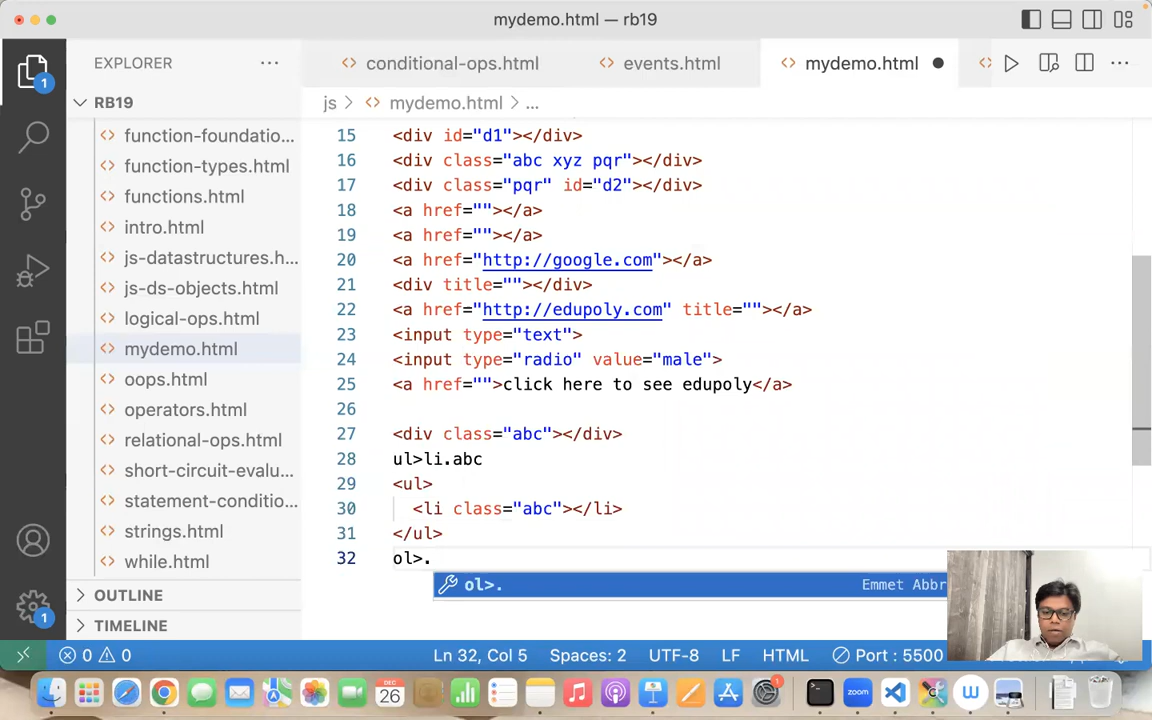 mydemo.html — rb19
EXPLORER
conditional-ops.html
events.html
mydemo.html
RB19
js
mydemo.html
...
function-foundatio...
function-types.html
functions.html
intro.html
js-datastructures.h...
js-ds-objects.html
logical-ops.html
mydemo.html
oops.html
operators.html
relational-ops.html
short-circuit-evalu...
statement-conditio...
strings.html
while.html
OUTLINE
TIMELINE
1
1
15 <div id="d1"></div>
16 <div class="abc xyz pqr"></div>
17 <div class="pqr" id="d2"></div>
18 <a href=""></a>
19 <a href=""></a>
20 <a href="http://google.com"></a>
21 <div title=""></div>
22 <a href="http://edupoly.com" title=""></a>
23 <input type="text">
24 <input type="radio" value="male">
25 <a href="">click here to see edupoly</a>
26
27 <div class="abc"></div>
28 ul>li.abc
29 <ul>
30 <li class="abc"></li>
31 </ul>
32 ol>.
ol>. Emmet Abbr
0 0 Ln 32, Col 5 Spaces: 2 UTF-8 LF HTML Port : 5500
DEC
26
zoom
W
1